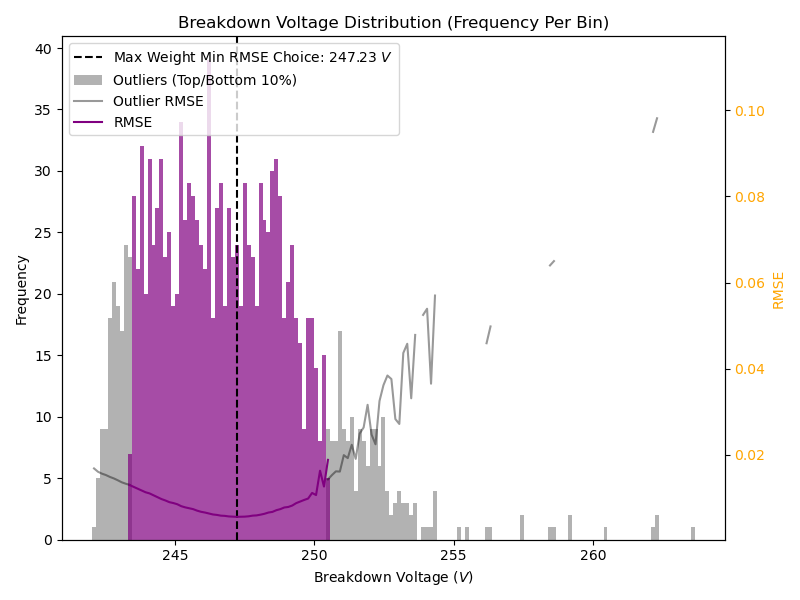 Breakdown Voltage Distribution (Frequency Per Bin)
Max Weight Min RMSE Choice: 247.23 V
Outliers (Top/Bottom 10%)
Outlier RMSE
RMSE
Frequency
40
35
30
25
20
15
10
5
0
245
250
255
260
Breakdown Voltage (V)
0.10
0.08
0.06
0.04
0.02
RMSE